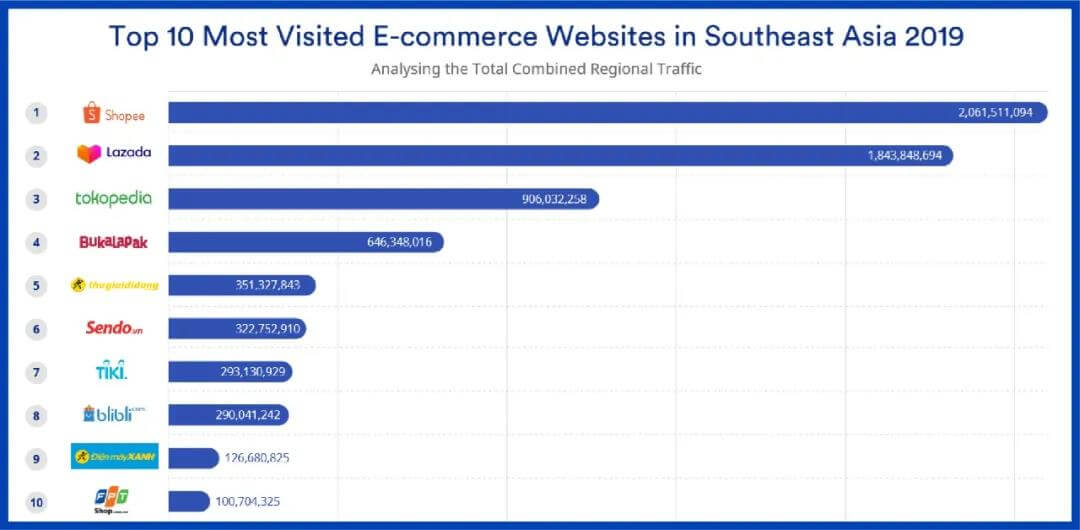 Top 10 Most Visited E-commerce Websites in Southeast Asia 2019
Analysing the Total Combined Regional Traffic
1 Shopee 2,061,511,094
2 Lazada 1,843,848,694
3 tokopedia 906,032,258
4 BukalapaK 646,348,016
5 thegioididong 351,327,843
6 Sendo.vn 322,752,910
7 TIKI. 293,130,929
8 blibli.com 290,041,242
9 Điện máy XANH 126,680,825
10 FPT Shop 100,704,325